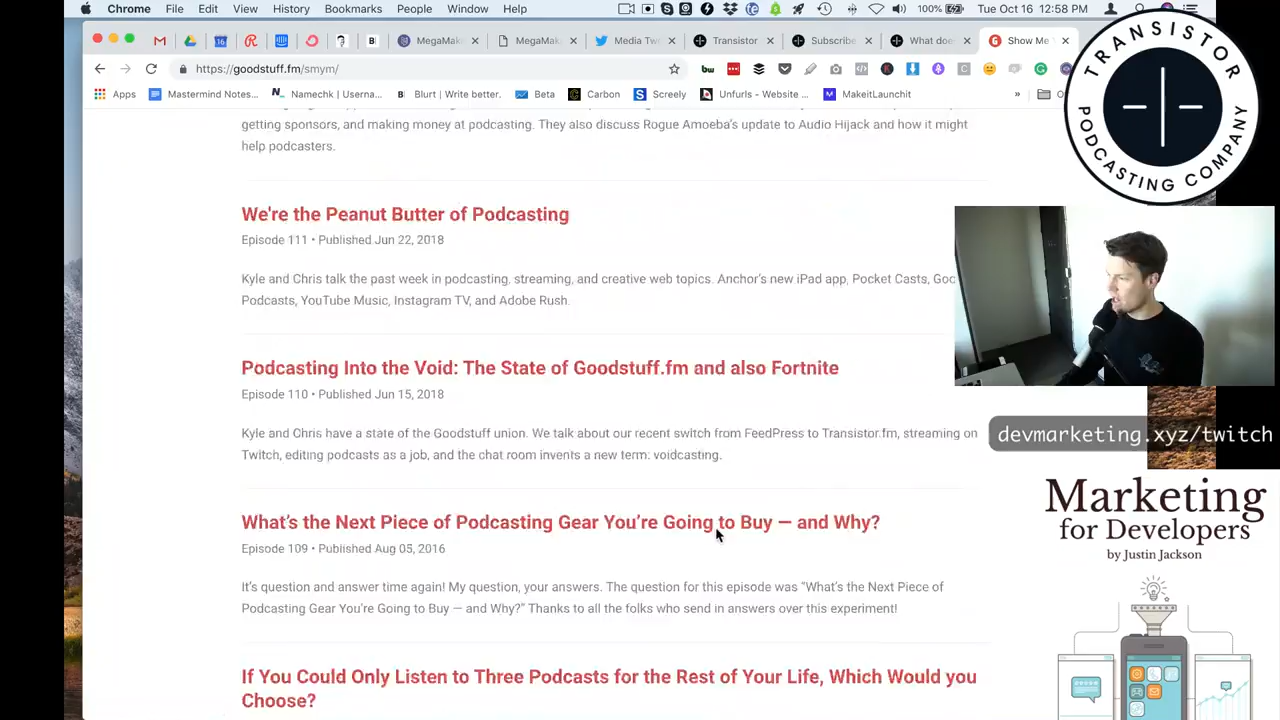 Chrome File Edit View History Bookmarks People Window Help 100% Tue Oct 16 12:58 PM
MegaMak MegaMak Media Tw Transistor Subscribe What does Show Me
https://goodstuff.fm/smym/
Apps Mastermind Notes... Namechk | Userna... Blurt | Write better. Beta Carbon Screely Unfurls - Website ... MakeitLaunchit »
TRANSISTOR
PODCASTING COMPANY
getting sponsors, and making money at podcasting. They also discuss Rogue Amoeba's update to Audio Hijack and how it might
help podcasters.
We're the Peanut Butter of Podcasting
Episode 111 • Published Jun 22, 2018
Kyle and Chris talk the past week in podcasting, streaming, and creative web topics. Anchor's new iPad app, Pocket Casts, Goo
Podcasts, YouTube Music, Instagram TV, and Adobe Rush.
Podcasting Into the Void: The State of Goodstuff.fm and also Fortnite
Episode 110 • Published Jun 15, 2018
Kyle and Chris have a state of the Goodstuff union. We talk about our recent switch from FeedPress to Transistor.fm, streaming on
Twitch, editing podcasts as a job, and the chat room invents a new term: voidcasting.
What's the Next Piece of Podcasting Gear You're Going to Buy — and Why?
Episode 109 • Published Aug 05, 2016
It's question and answer time again! My question, your answers. The question for this episode was "What's the Next Piece of
Podcasting Gear You're Going to Buy — and Why?" Thanks to all the folks who send in answers over this experiment!
If You Could Only Listen to Three Podcasts for the Rest of Your Life, Which Would you
Choose?
devmarketing.xyz/twitch
Marketing
for Developers
by Justin Jackson